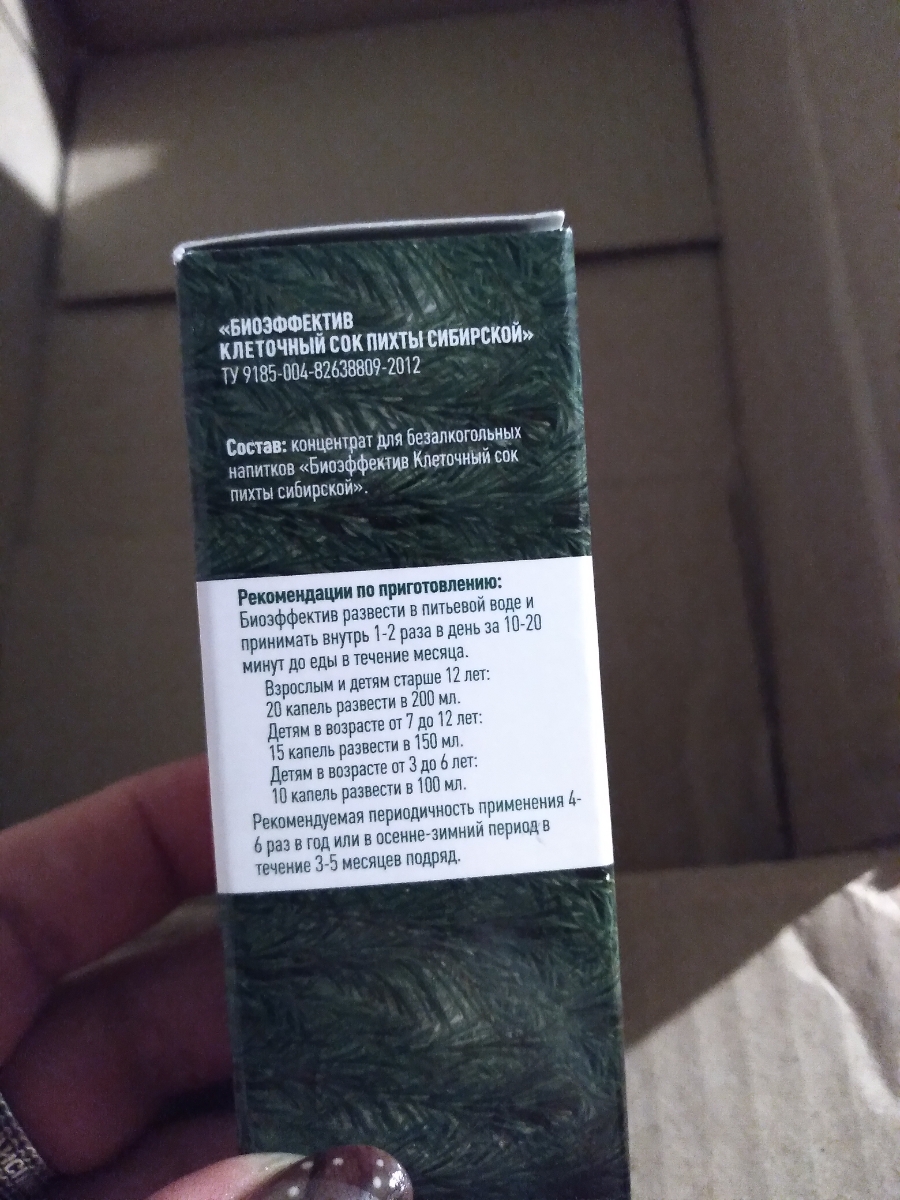 «БИОЭФФЕКТИВ
КЛЕТОЧНЫЙ СОК ПИХТЫ СИБИРСКОЙ»
ТУ 9185-004-82638809-2012
Состав: концентрат для безалкогольных
напитков «Биоэффектив Клеточный сок
пихты сибирской».
Рекомендации по приготовлению:
Биоэффектив развести в питьевой воде и
принимать внутрь 1-2 раза в день за 10-20
минут до еды в течение месяца.
Взрослым и детям старше 12 лет:
20 капель развести в 200 мл.
Детям в возрасте от 7 до 12 лет:
15 капель развести в 150 мл.
Детям в возрасте от 3 до 6 лет:
10 капель развести в 100 мл.
Рекомендуемая периодичность применения 4-
6 раз в год или в осенне-зимний период в
течение 3-5 месяцев подряд.